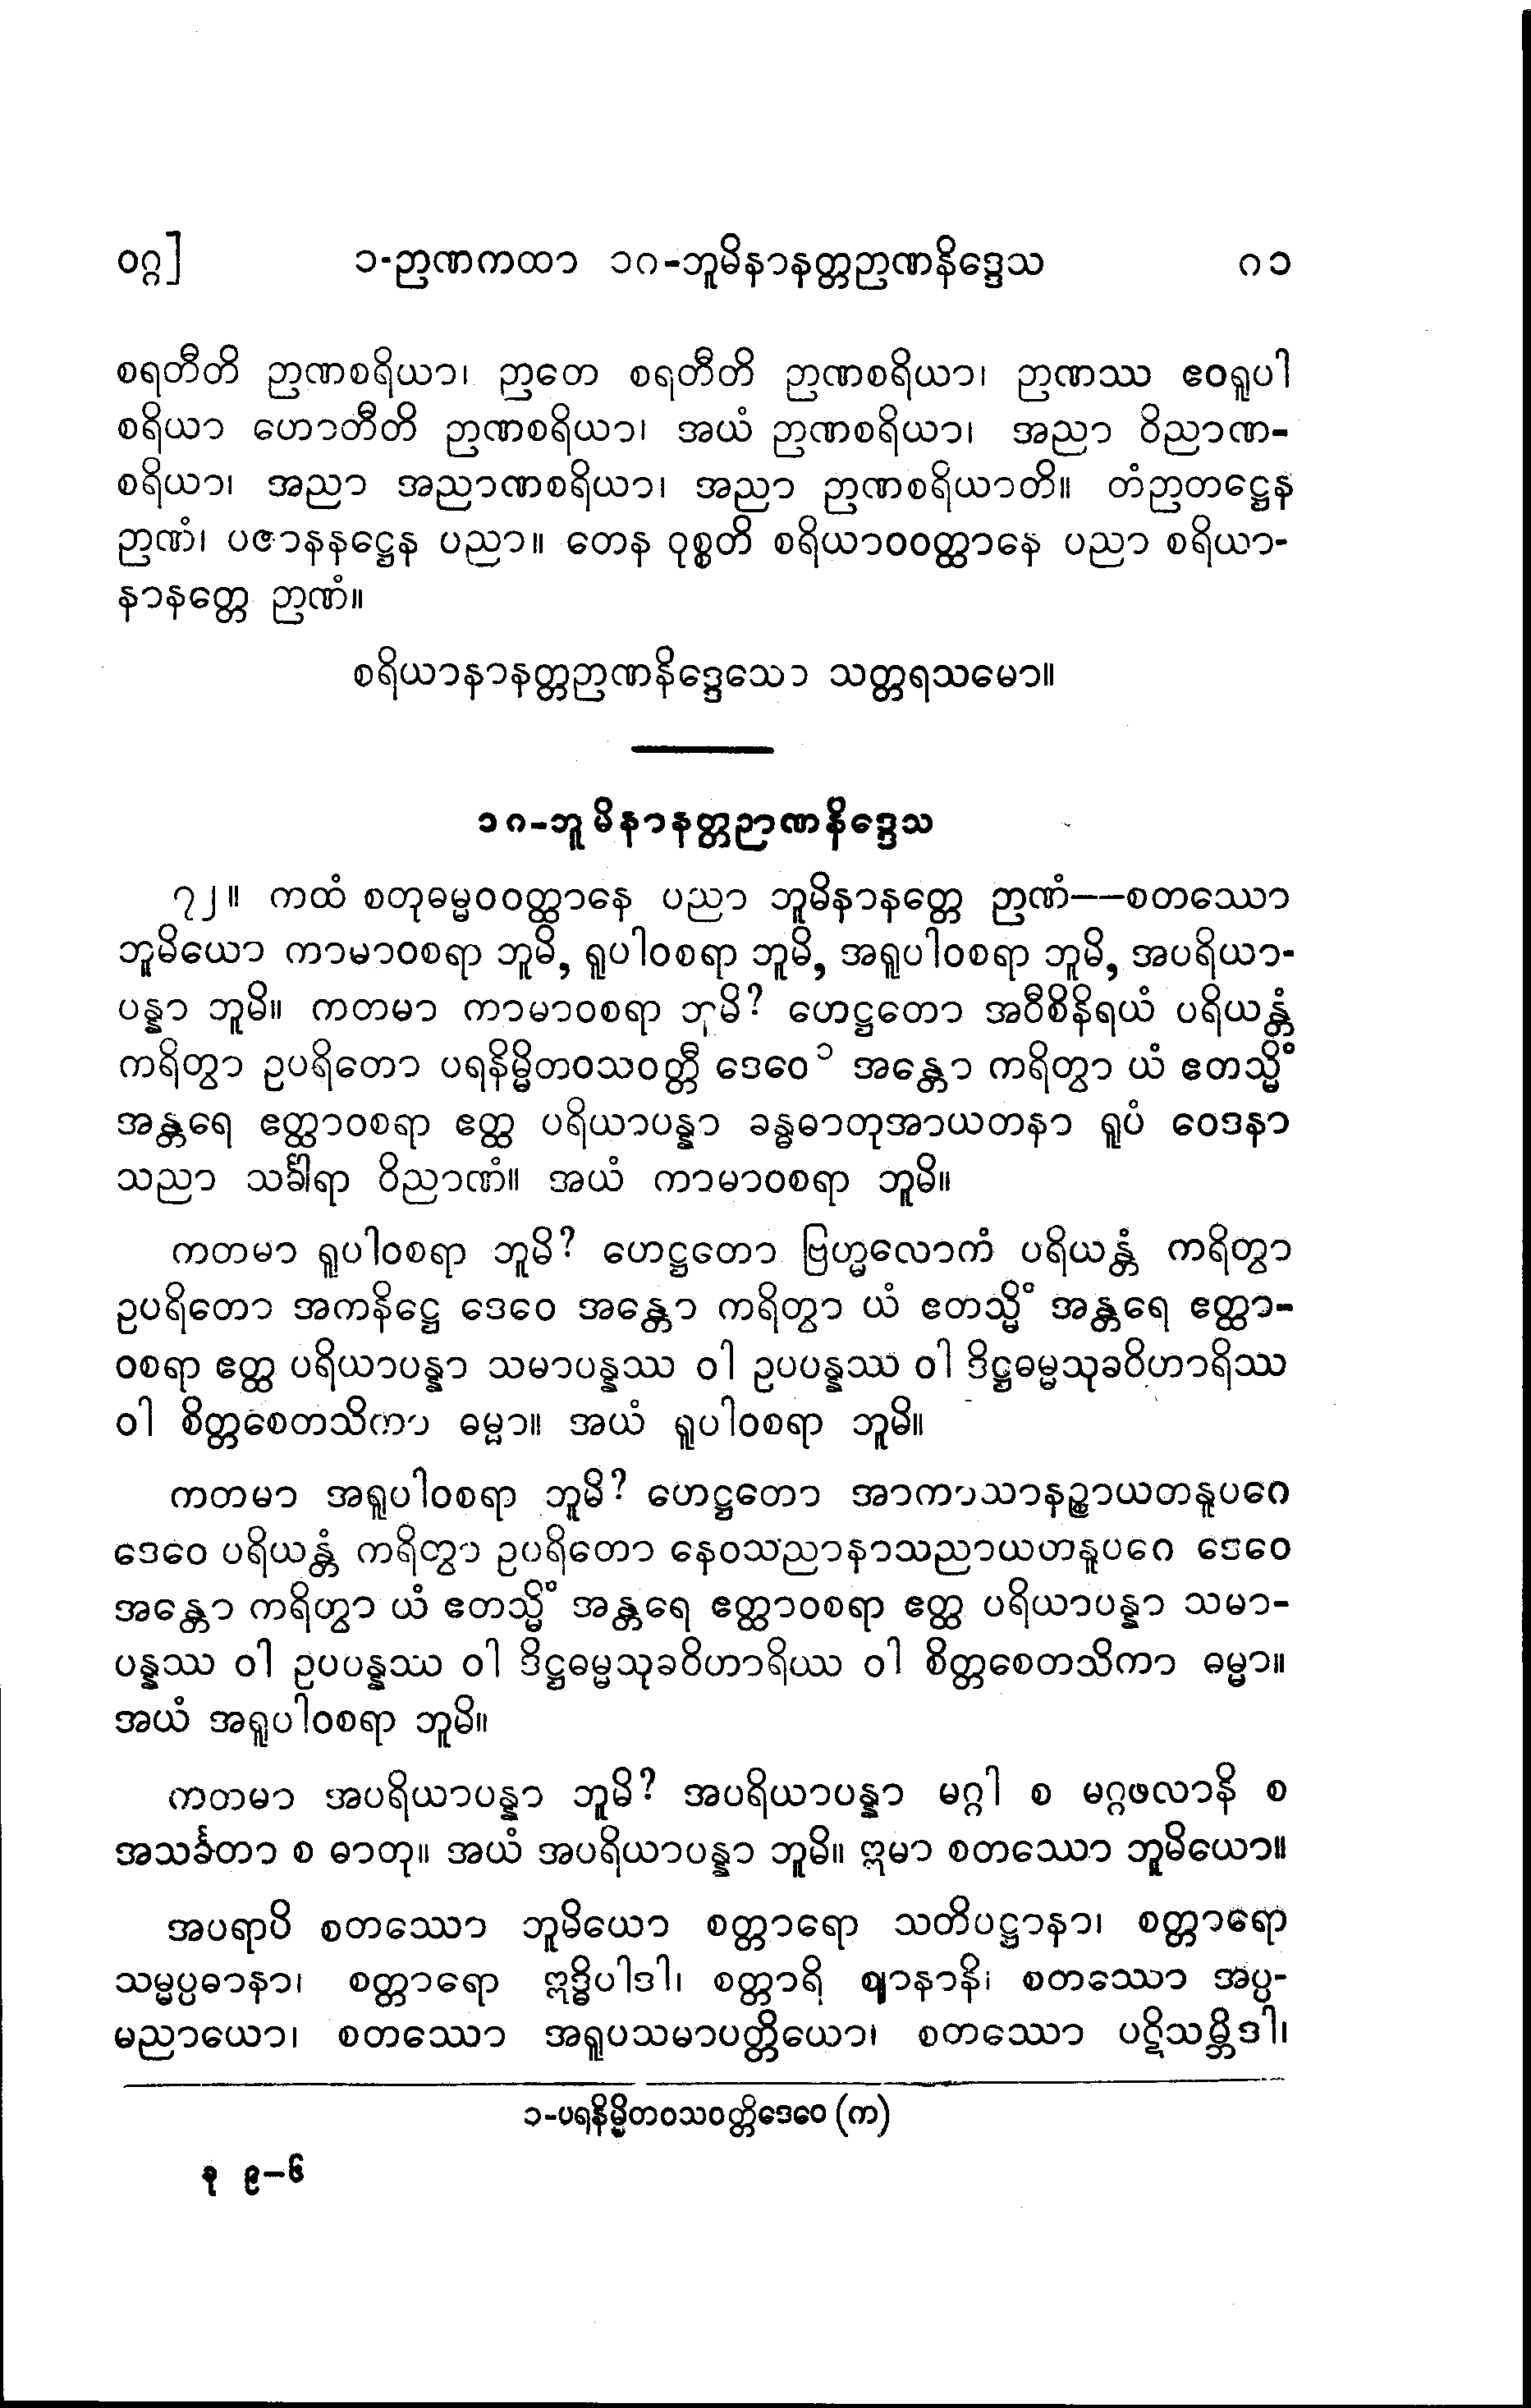 ဝဂ္ဂ] ၁-ဉာဏကထာ ၁၈-ဘူမိနာနတ္တဉာဏနိဒ္ဒေသ ၈၁
စရတီတိ ဉာဏစရိယာ၊ ဉာတေ စရတီတိ ဉာဏစရိယာ၊ ဉာဏဿ ဧဝရူပါ
စရိယာ ဟောတီတိ ဉာဏစရိယာ၊ အယံ ဉာဏစရိယာ၊ အညာ ဝိညာဏ-
စရိယာ၊ အညာ အညာဏစရိယာ၊ အညာ ဉာဏစရိယာတိ။ တံဉာတဋ္ဌေန
ဉာဏံ၊ ပဇာနနဋ္ဌေန ပညာ။ တေန ဝုစ္စတိ စရိယာဝဝတ္ထာနေ ပညာ စရိယာ-
နာနတ္တေ ဉာဏံ။
စရိယာနာနတ္တဉာဏနိဒ္ဒေသော သတ္တရသမော။
၁၈-ဘူမိနာနတ္တဉာဏနိဒ္ဒေသ
၇၂။ ကထံ စတုဓမ္မဝဝတ္ထာနေ ပညာ ဘူမိနာနတ္တေ ဉာဏံ—–စတဿော
ဘူမိယော ကာမာဝစရာ ဘူမိ, ရူပါဝစရာ ဘူမိ, အရူပါဝစရာ ဘူမိ, အပရိယာ-
ပန္နာ ဘူမိ။ ကတမာ ကာမာဝစရာ ဘူမိ? ဟေဋ္ဌတော အဝီစိနိရယံ ပရိယန္တံ
ကရိတွာ ဥပရိတော ပရနိမ္မိတဝသဝတ္တီ ဒေဝေ ၁ အန္တော ကရိတွာ ယံ ဧတသ္မိံ
အန္တရေ ဧတ္ထာဝစရာ ဧတ္ထ ပရိယာပန္နာ ခန္ဓဓာတုအာယတနာ ရူပံ ဝေဒနာ
သညာ သင်္ခါရာ ဝိညာဏံ။ အယံ ကာမာဝစရာ ဘူမိ။
ကတမာ ရူပါဝစရာ ဘူမိ? ဟေဋ္ဌတော ဗြဟ္မလောကံ ပရိယန္တံ ကရိတွာ
ဥပရိတော အကနိဋ္ဌေ ဒေဝေ အန္တော ကရိတွာ ယံ ဧတသ္မိံ အန္တရေ ဧတ္ထာ-
ဝစရာ ဧတ္ထ ပရိယာပန္နာ သမာပန္နဿ ဝါ ဥပပန္နဿ ဝါ ဒိဋ္ဌဓမ္မသုခဝိဟာရိဿ
ဝါ စိတ္တစေတသိကာ ဓမ္မာ။ အယံ ရူပါဝစရာ ဘူမိ။
ကတမာ အရူပါဝစရာ ဘူမိ? ဟေဋ္ဌတော အာကာသာနဉ္စာယတနူပဂေ
ဒေဝေ ပရိယန္တံ ကရိတွာ ဥပရိတော နေဝသညာနာသညာယတနူပဂေ ဒေဝေ
အန္တော ကရိတွာ ယံ ဧတသ္မိံ အန္တရေ ဧတ္ထာဝစရာ ဧတ္ထ ပရိယာပန္နာ သမာ-
ပန္နဿ ဝါ ဥပပန္နဿ ဝါ ဒိဋ္ဌဓမ္မသုခဝိဟာရိဿ ဝါ စိတ္တစေတသိကာ ဓမ္မာ။
အယံ အရူပါဝစရာ ဘူမိ။
ကတမာ အပရိယာပန္နာ ဘူမိ? အပရိယာပန္နာ မဂ္ဂါ စ မဂ္ဂဖလာနိ စ
အသင်္ခတာ စ ဓာတု။ အယံ အပရိယာပန္နာ ဘူမိ။ ဣမာ စတဿော ဘူမိယော။
အပရာပိ စတဿော ဘူမိယော စတ္တာရော သတိပဋ္ဌာနာ၊ စတ္တာရော
သမ္မပ္ပဓာနာ၊ စတ္တာရော ဣဒ္ဓိပါဒါ၊ စတ္တာရိ ဈာနာနိ၊ စတဿော အပ္ပ-
မညာယော၊ စတဿော အရူပသမာပတ္တိယော၊ စတဿော ပဋိသမ္ဘိဒါ၊
၁-ပရနိမ္မိတဝသဝတ္တိဒေဝေ (က)
ခု ၉–၆